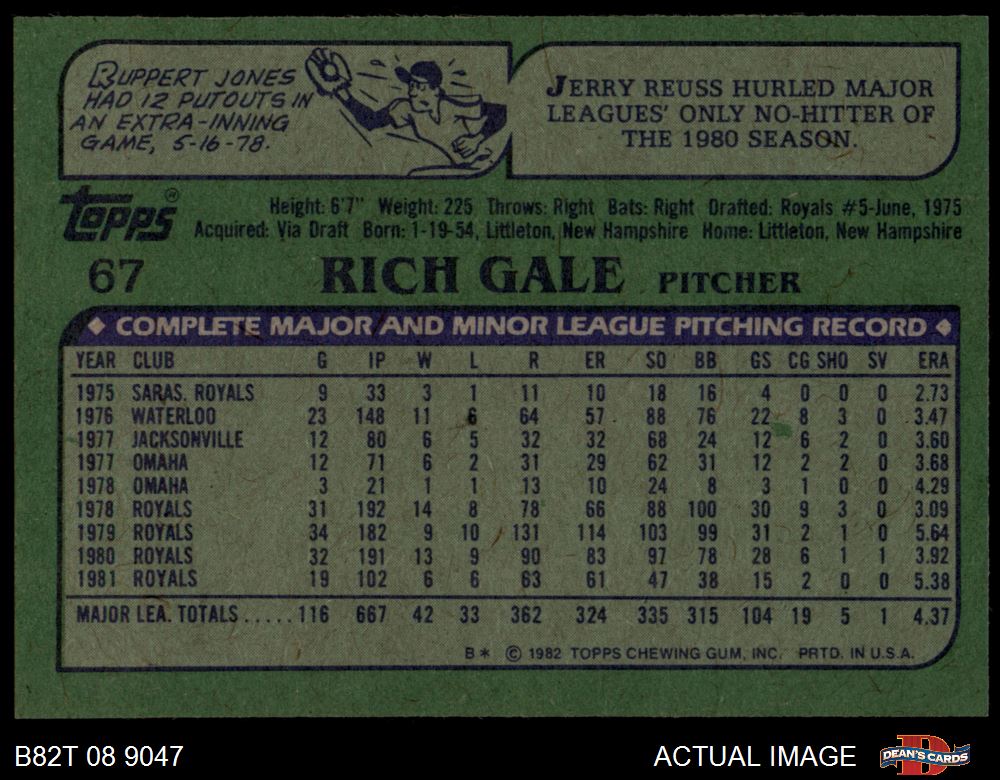 RUPPERT JONES
HAD 12 PUTOUTS IN
AN EXTRA-INNING
GAME, 5-16-78.
JERRY REUSS HURLED MAJOR
LEAGUES' ONLY NO-HITTER OF
THE 1980 SEASON.
TOPPS®
Height: 6'7" Weight: 225 Throws: Right Bats: Right Drafted: Royals #5-June, 1975
Acquired: Via Draft Born: 1-19-54, Littleton, New Hampshire Home: Littleton, New Hampshire
67 RICH GALE PITCHER
◆ COMPLETE MAJOR AND MINOR LEAGUE PITCHING RECORD ◆
YEAR CLUB G IP W L R ER SO BB GS CG SHO SV ERA
1975 SARAS. ROYALS 9 33 3 1 11 10 18 16 4 0 0 0 2.73
1976 WATERLOO 23 148 11 6 64 57 88 76 22 8 3 0 3.47
1977 JACKSONVILLE 12 80 6 5 32 32 68 24 12 6 2 0 3.60
1977 OMAHA 12 71 6 2 31 29 62 31 12 2 2 0 3.68
1978 OMAHA 3 21 1 1 13 10 24 8 3 1 0 0 4.29
1978 ROYALS 31 192 14 8 78 66 88 100 30 9 3 0 3.09
1979 ROYALS 34 182 9 10 131 114 103 99 31 2 1 0 5.64
1980 ROYALS 32 191 13 9 90 83 97 78 28 6 1 1 3.92
1981 ROYALS 19 102 6 6 63 61 47 38 15 2 0 0 5.38
MAJOR LEA. TOTALS.....116 667 42 33 362 324 335 315 104 19 5 1 4.37
B* © 1982 TOPPS CHEWING GUM, INC. PRTD. IN U.S.A.
B82T 08 9047 ACTUAL IMAGE DEAN'S CARDS